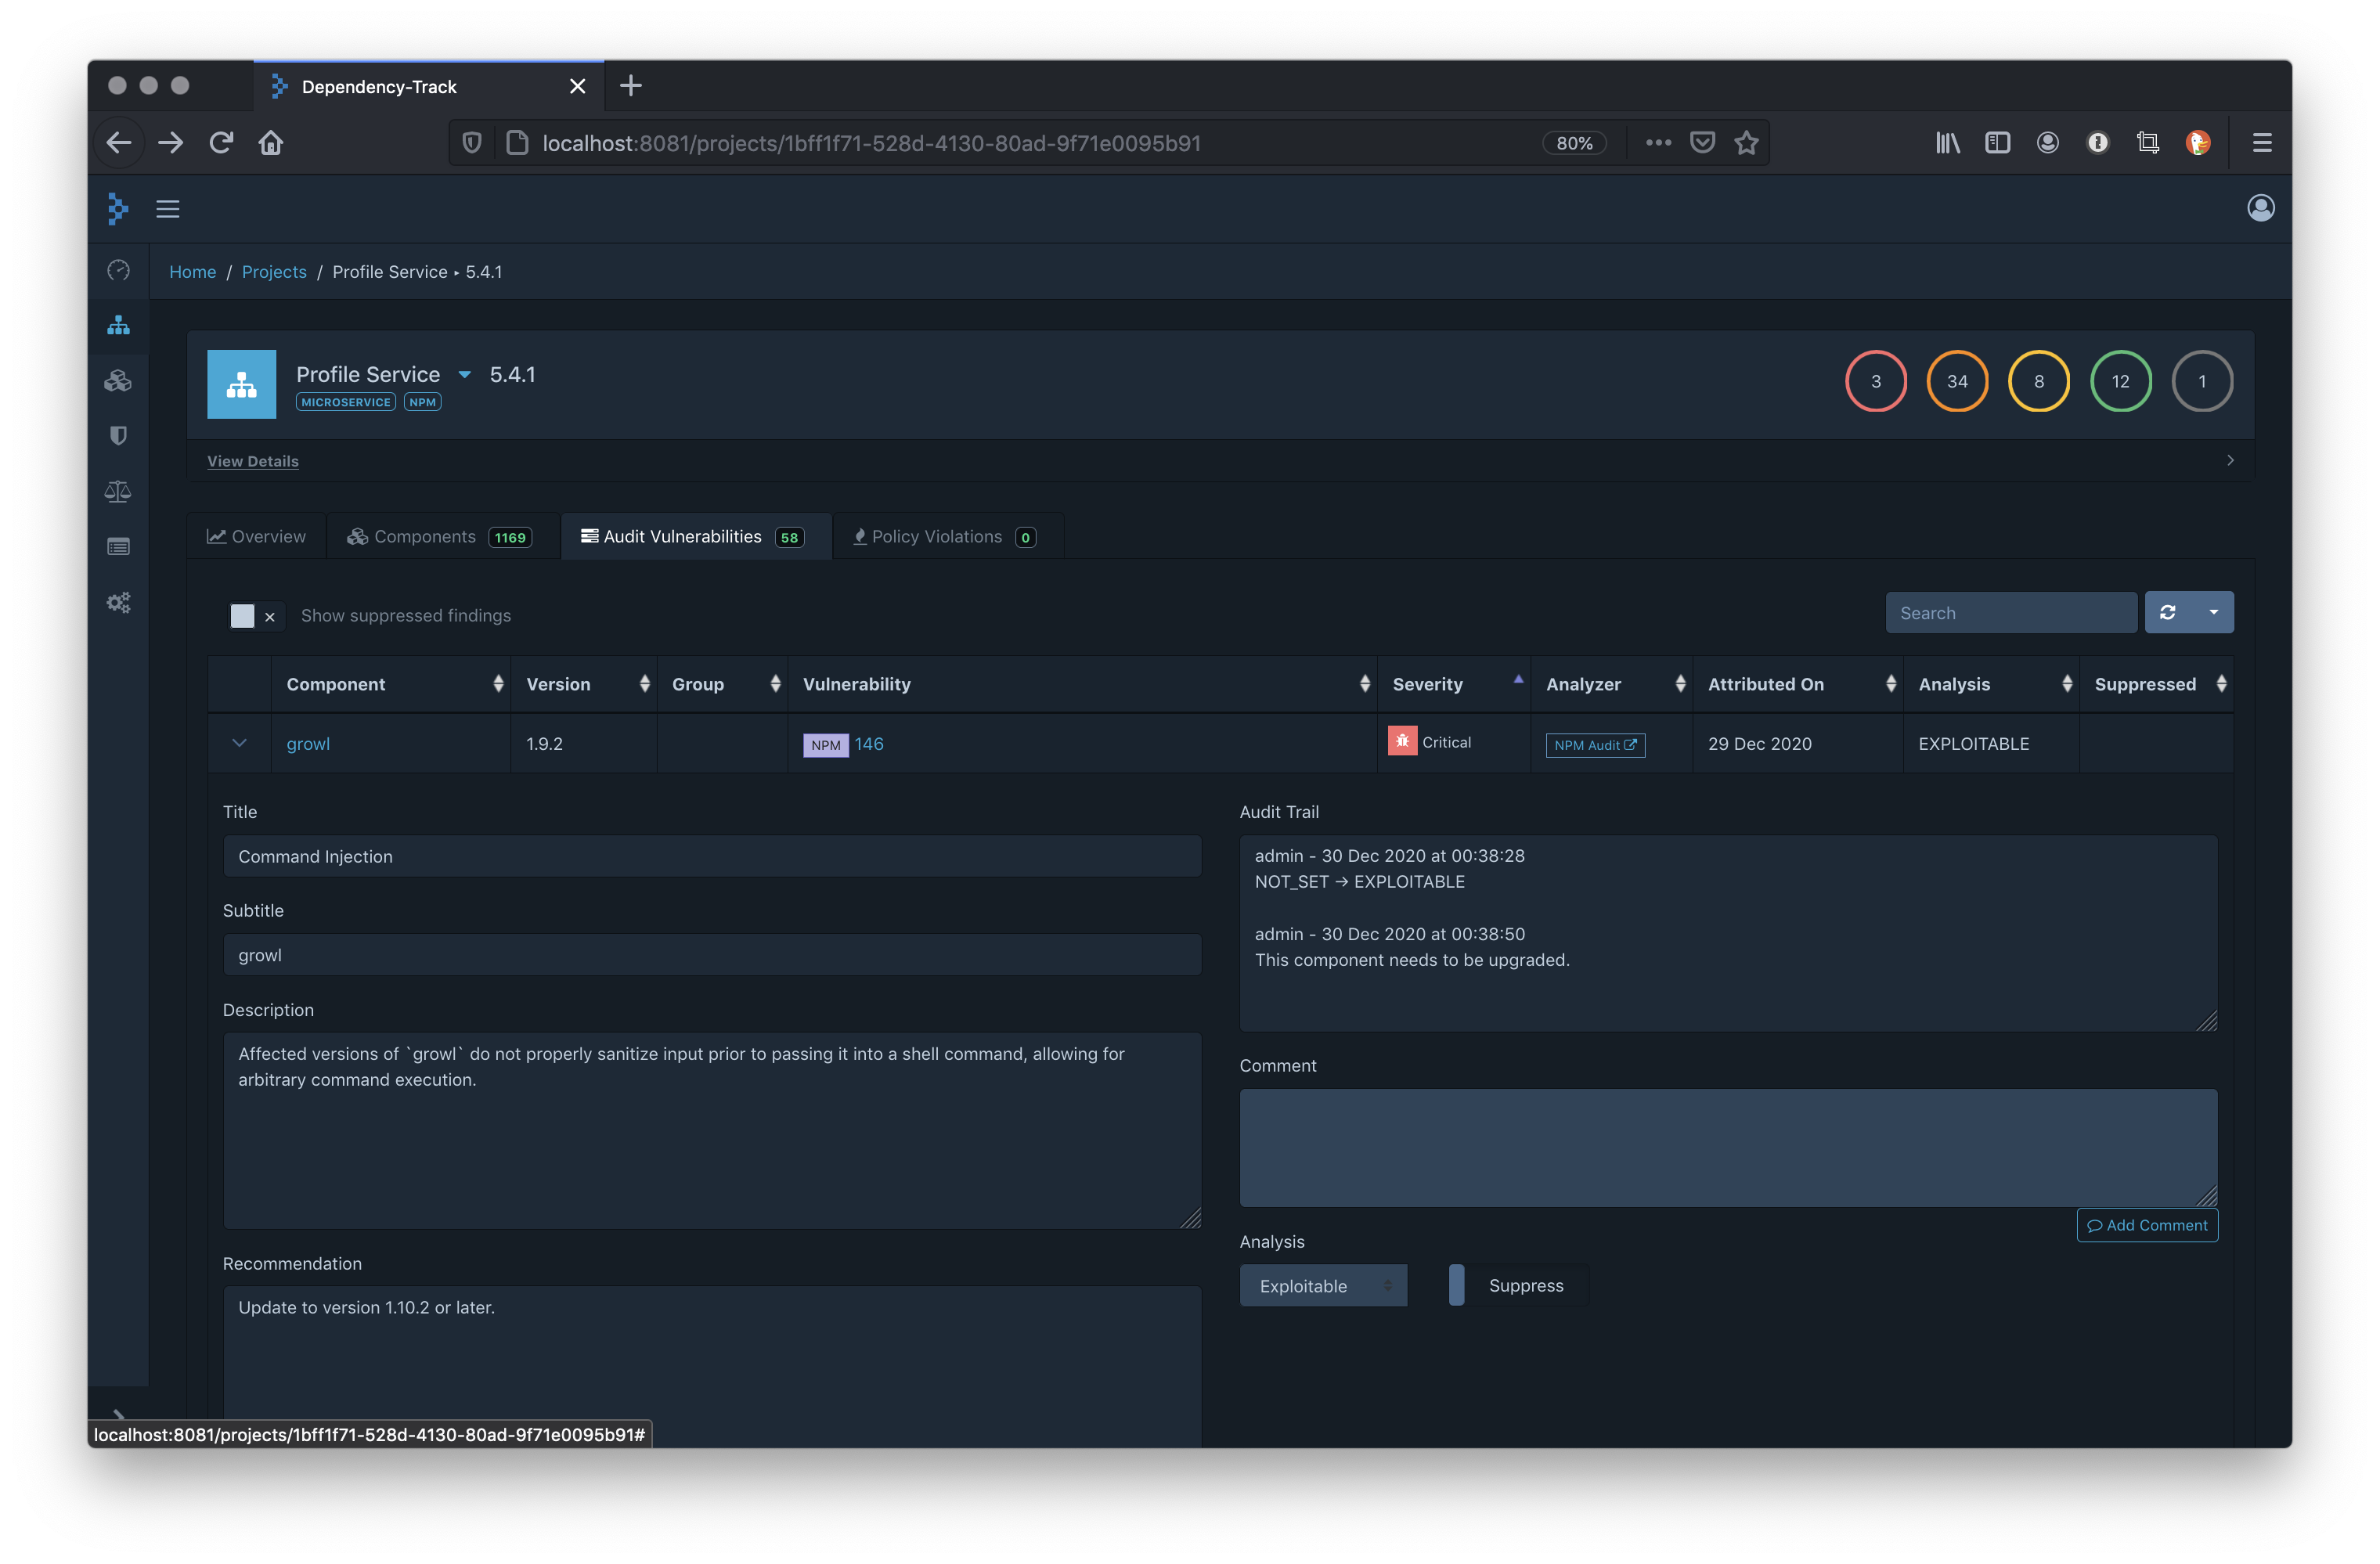 Dependency-Track
localhost:8081/projects/1bff1f71-528d-4130-80ad-9f71e0095b91
80%
Home / Projects / Profile Service ▸ 5.4.1
Profile Service 5.4.1
MICROSERVICE NPM
3 34 8 12 1
View Details
Overview Components 1169 Audit Vulnerabilities 58 Policy Violations 0
Show suppressed findings
Search
Component Version Group Vulnerability Severity Analyzer Attributed On Analysis Suppressed
growl 1.9.2 NPM 146 Critical NPM Audit 29 Dec 2020 EXPLOITABLE
Title
Command Injection
Subtitle
growl
Description
Affected versions of `growl` do not properly sanitize input prior to passing it into a shell command, allowing for
arbitrary command execution.
Recommendation
Update to version 1.10.2 or later.
Audit Trail
admin - 30 Dec 2020 at 00:38:28
NOT_SET → EXPLOITABLE
admin - 30 Dec 2020 at 00:38:50
This component needs to be upgraded.
Comment
Add Comment
Analysis
Exploitable Suppress
localhost:8081/projects/1bff1f71-528d-4130-80ad-9f71e0095b91#